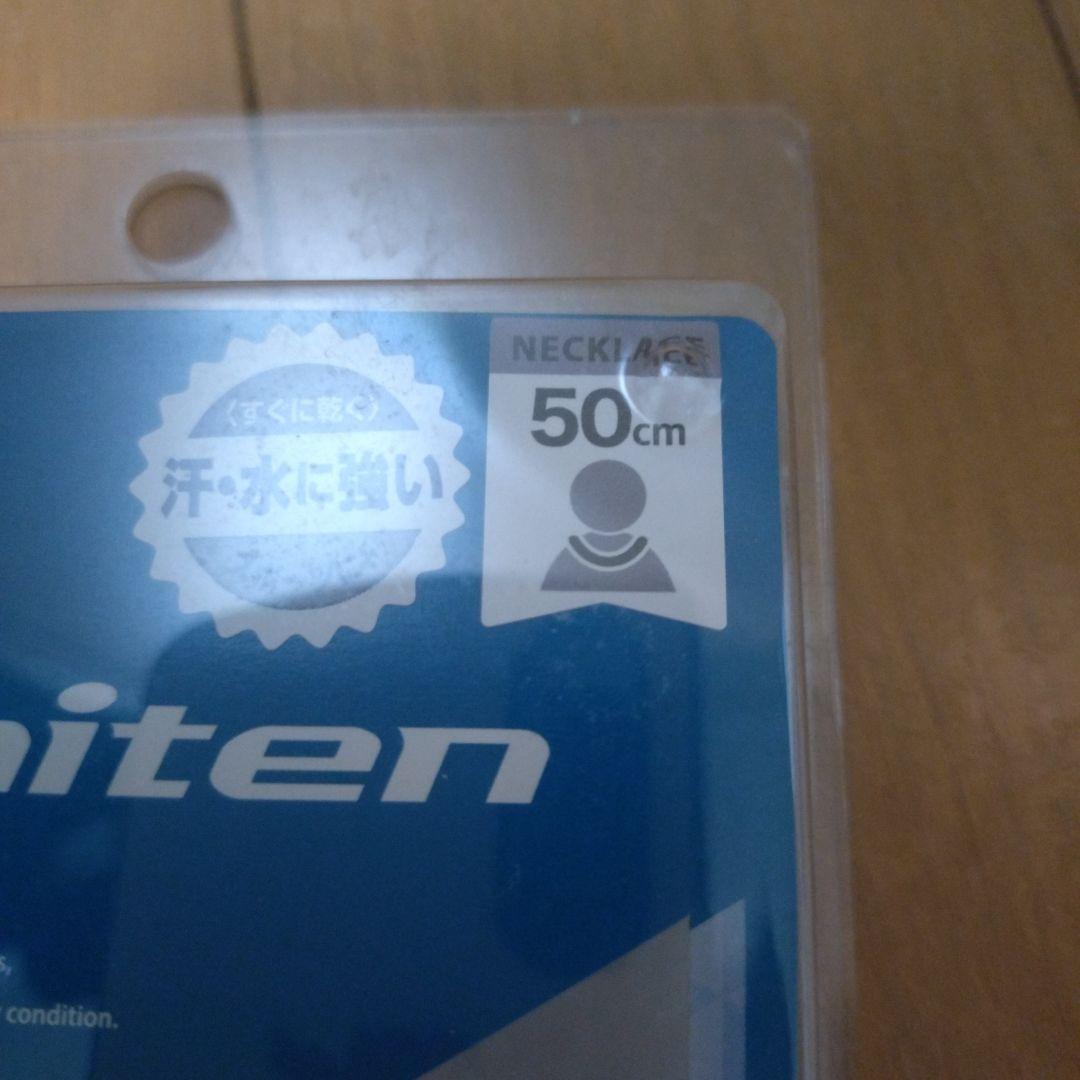 NECKLACE
50cm
〈すぐに乾く〉
汗・水に強い
iten
s,
condition.